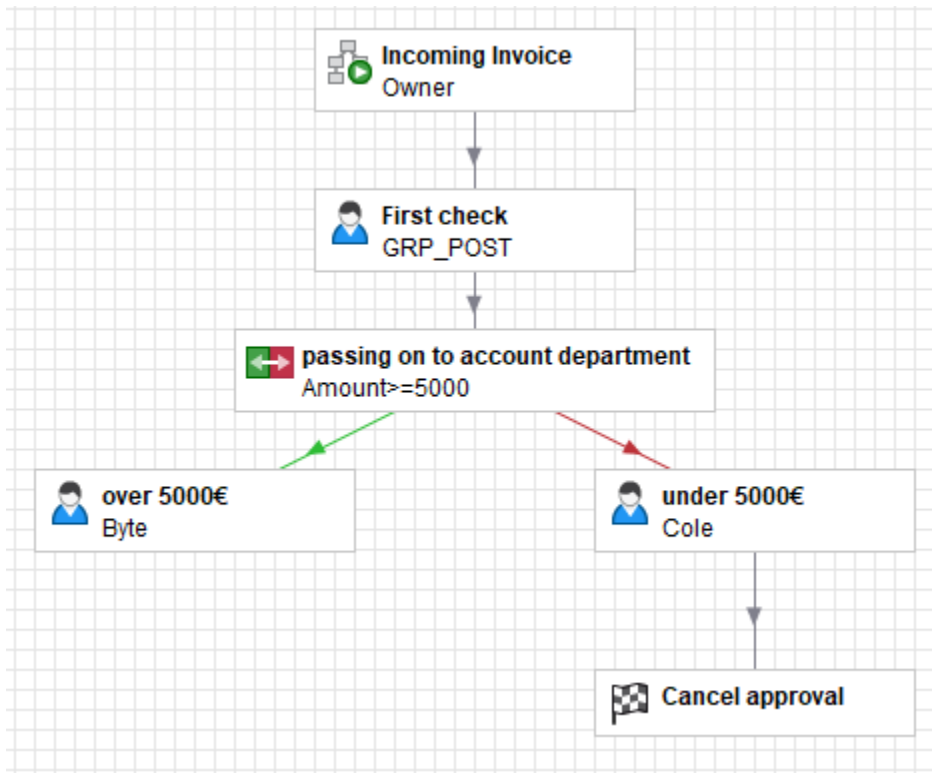 Incoming Invoice
Owner
First check
GRP_POST
passing on to account department
Amount>=5000
over 5000€
Byte
under 5000€
Cole
Cancel approval